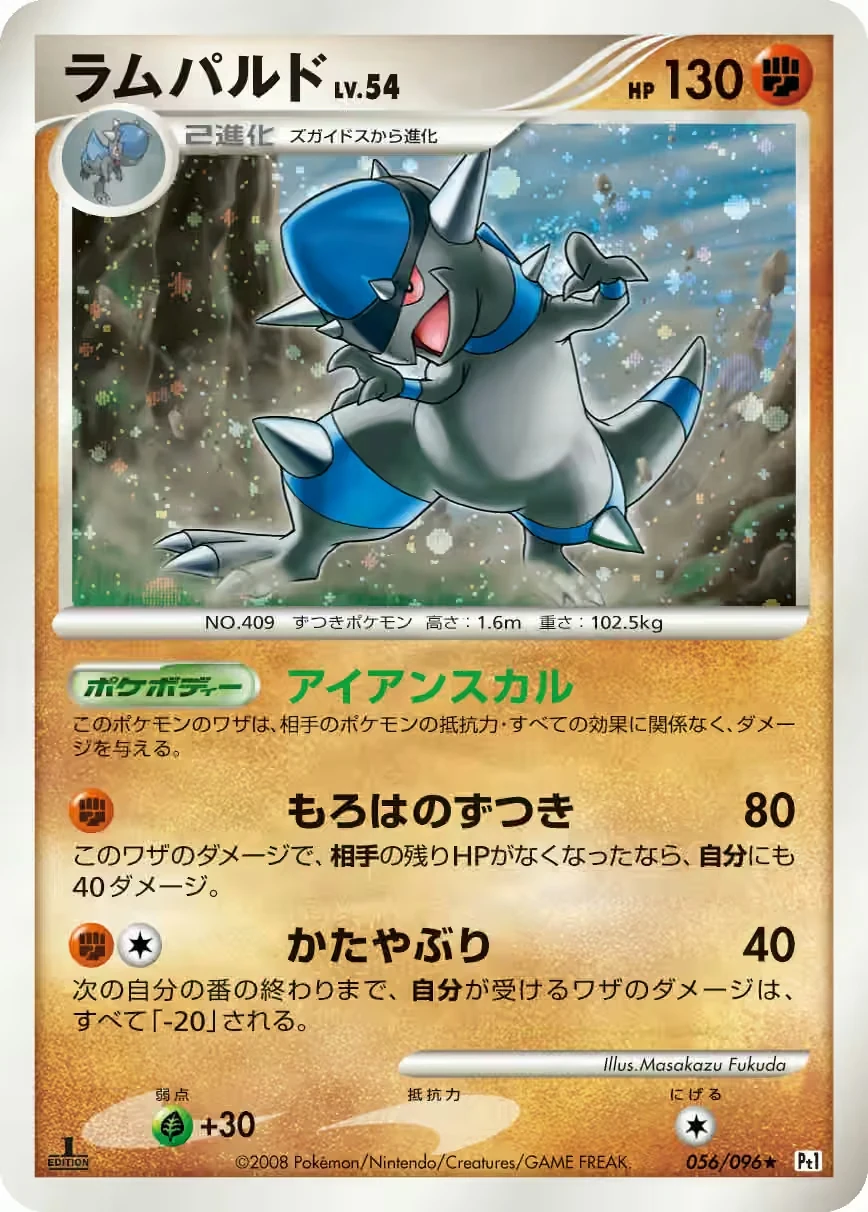 ラムパルド LV.54 HP 130
2進化 ズガイドスから進化
NO.409 ずつきポケモン 高さ:1.6m 重さ:102.5kg
ポケボディー アイアンスカル
このポケモンのワザは、相手のポケモンの抵抗力・すべての効果に関係なく、ダメー
ジを与える。
もろはのずつき 80
このワザのダメージで、相手の残りHPがなくなったなら、自分にも
40ダメージ。
かたやぶり 40
次の自分の番の終わりまで、自分が受けるワザのダメージは、
すべて「-20」される。
Illus.Masakazu Fukuda
弱点 抵抗力 にげる
+30
1 EDITION ©2008 Pokémon/Nintendo/Creatures/GAME FREAK. 056/096★ Pt1